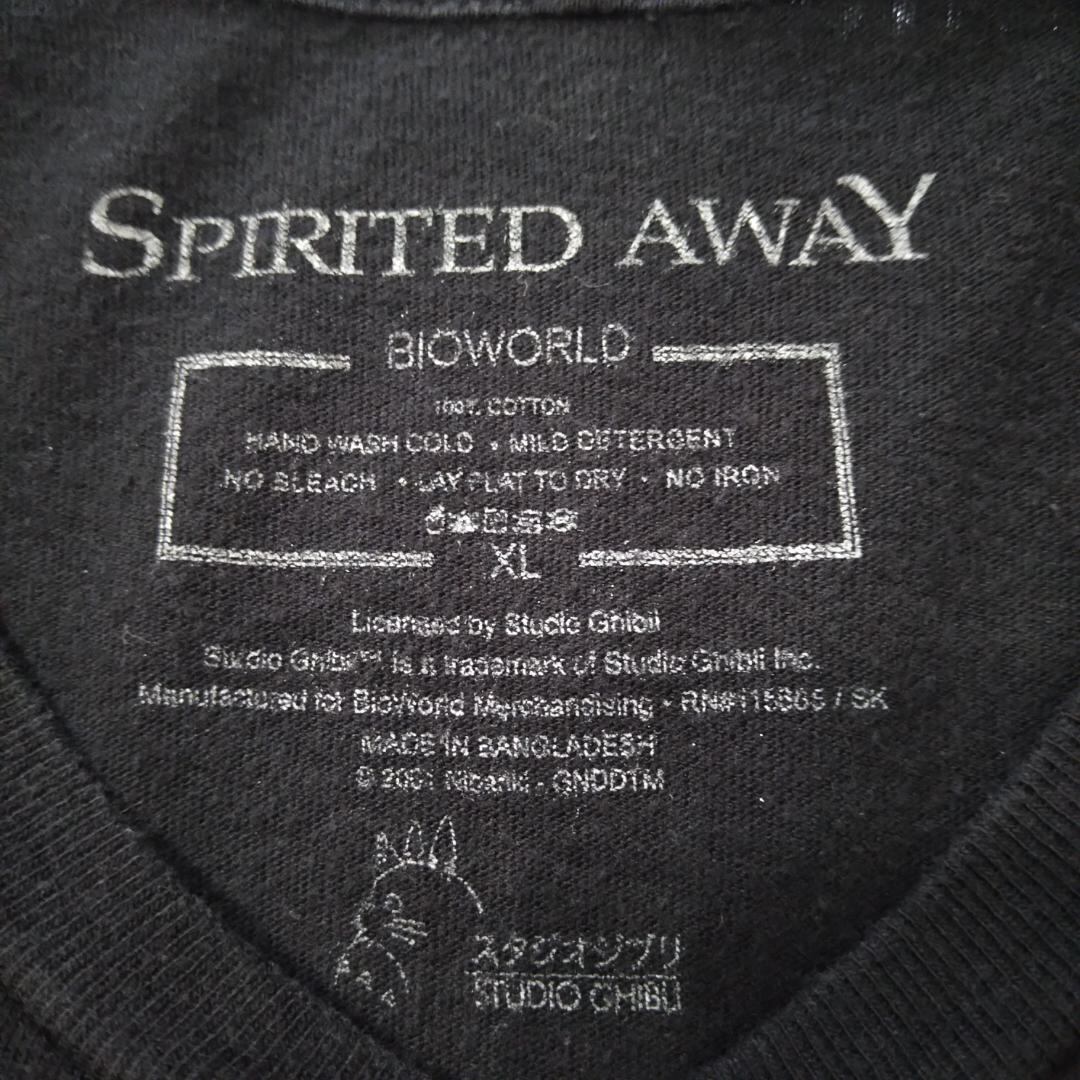 SPIRITED AWAY
BIOWORLD
100% COTTON
HAND WASH COLD • MILD DETERGENT
NO BLEACH • LAY FLAT TO DRY • NO IRON
XL
Licensed by Studio Ghibli
Studio Ghibli™ is a trademark of Studio Ghibli Inc.
Manufactured for BioWorld Merchandising • / SK
MADE IN BANGLADESH
© 2001 Nibariki - GNDDTM
スタジオジブリ
STUDIO GHIBLI